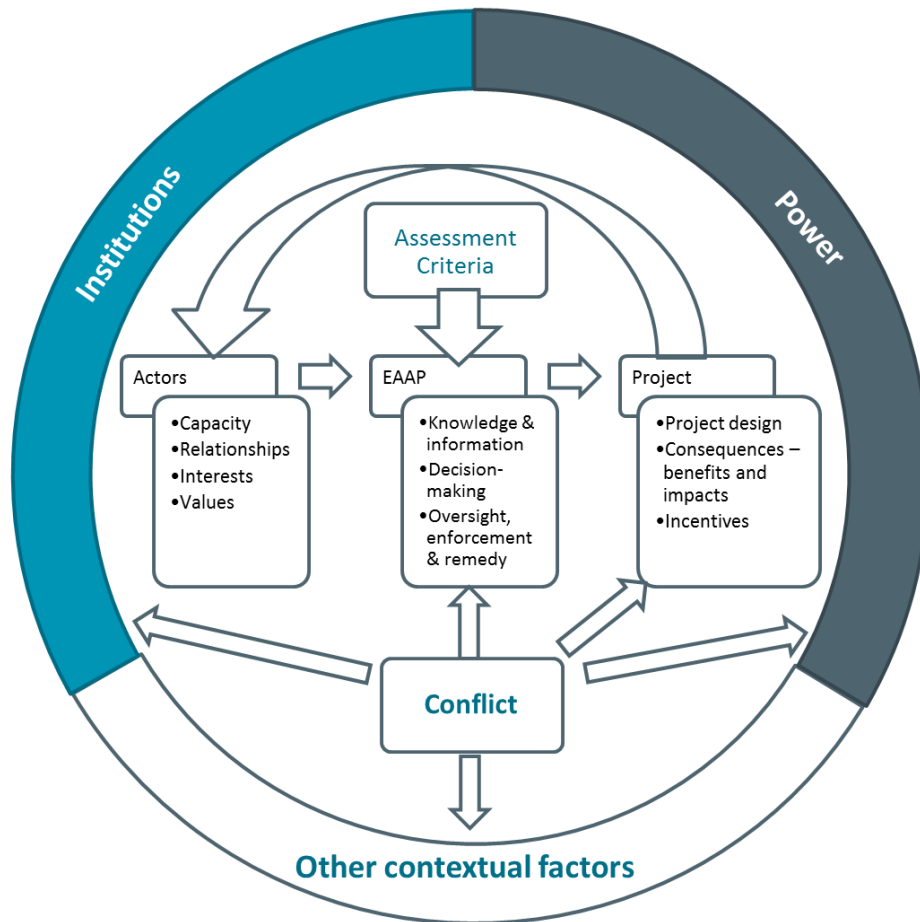 Institutions
Power
Assessment
Criteria
Actors
•Capacity
•Relationships
•Interests
•Values
EAAP
•Knowledge &
information
•Decision-
making
•Oversight,
enforcement
& remedy
Project
•Project design
•Consequences –
benefits and
impacts
•Incentives
Conflict
Other contextual factors